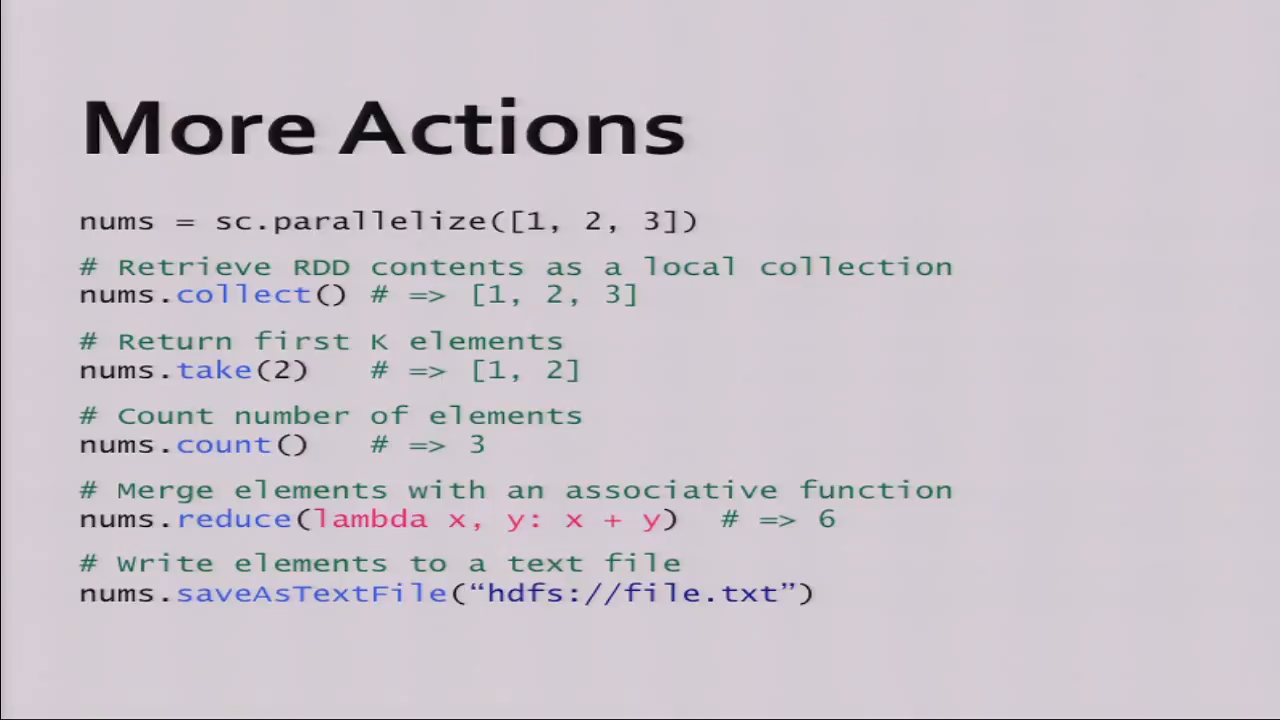 More Actions
nums = sc.parallelize([1, 2, 3])
# Retrieve RDD contents as a local collection
nums.collect() # => [1, 2, 3]
# Return first K elements
nums.take(2)   # => [1, 2]
# Count number of elements
nums.count()   # => 3
# Merge elements with an associative function
nums.reduce(lambda x, y: x + y)  # => 6
# Write elements to a text file
nums.saveAsTextFile(“hdfs://file.txt”)